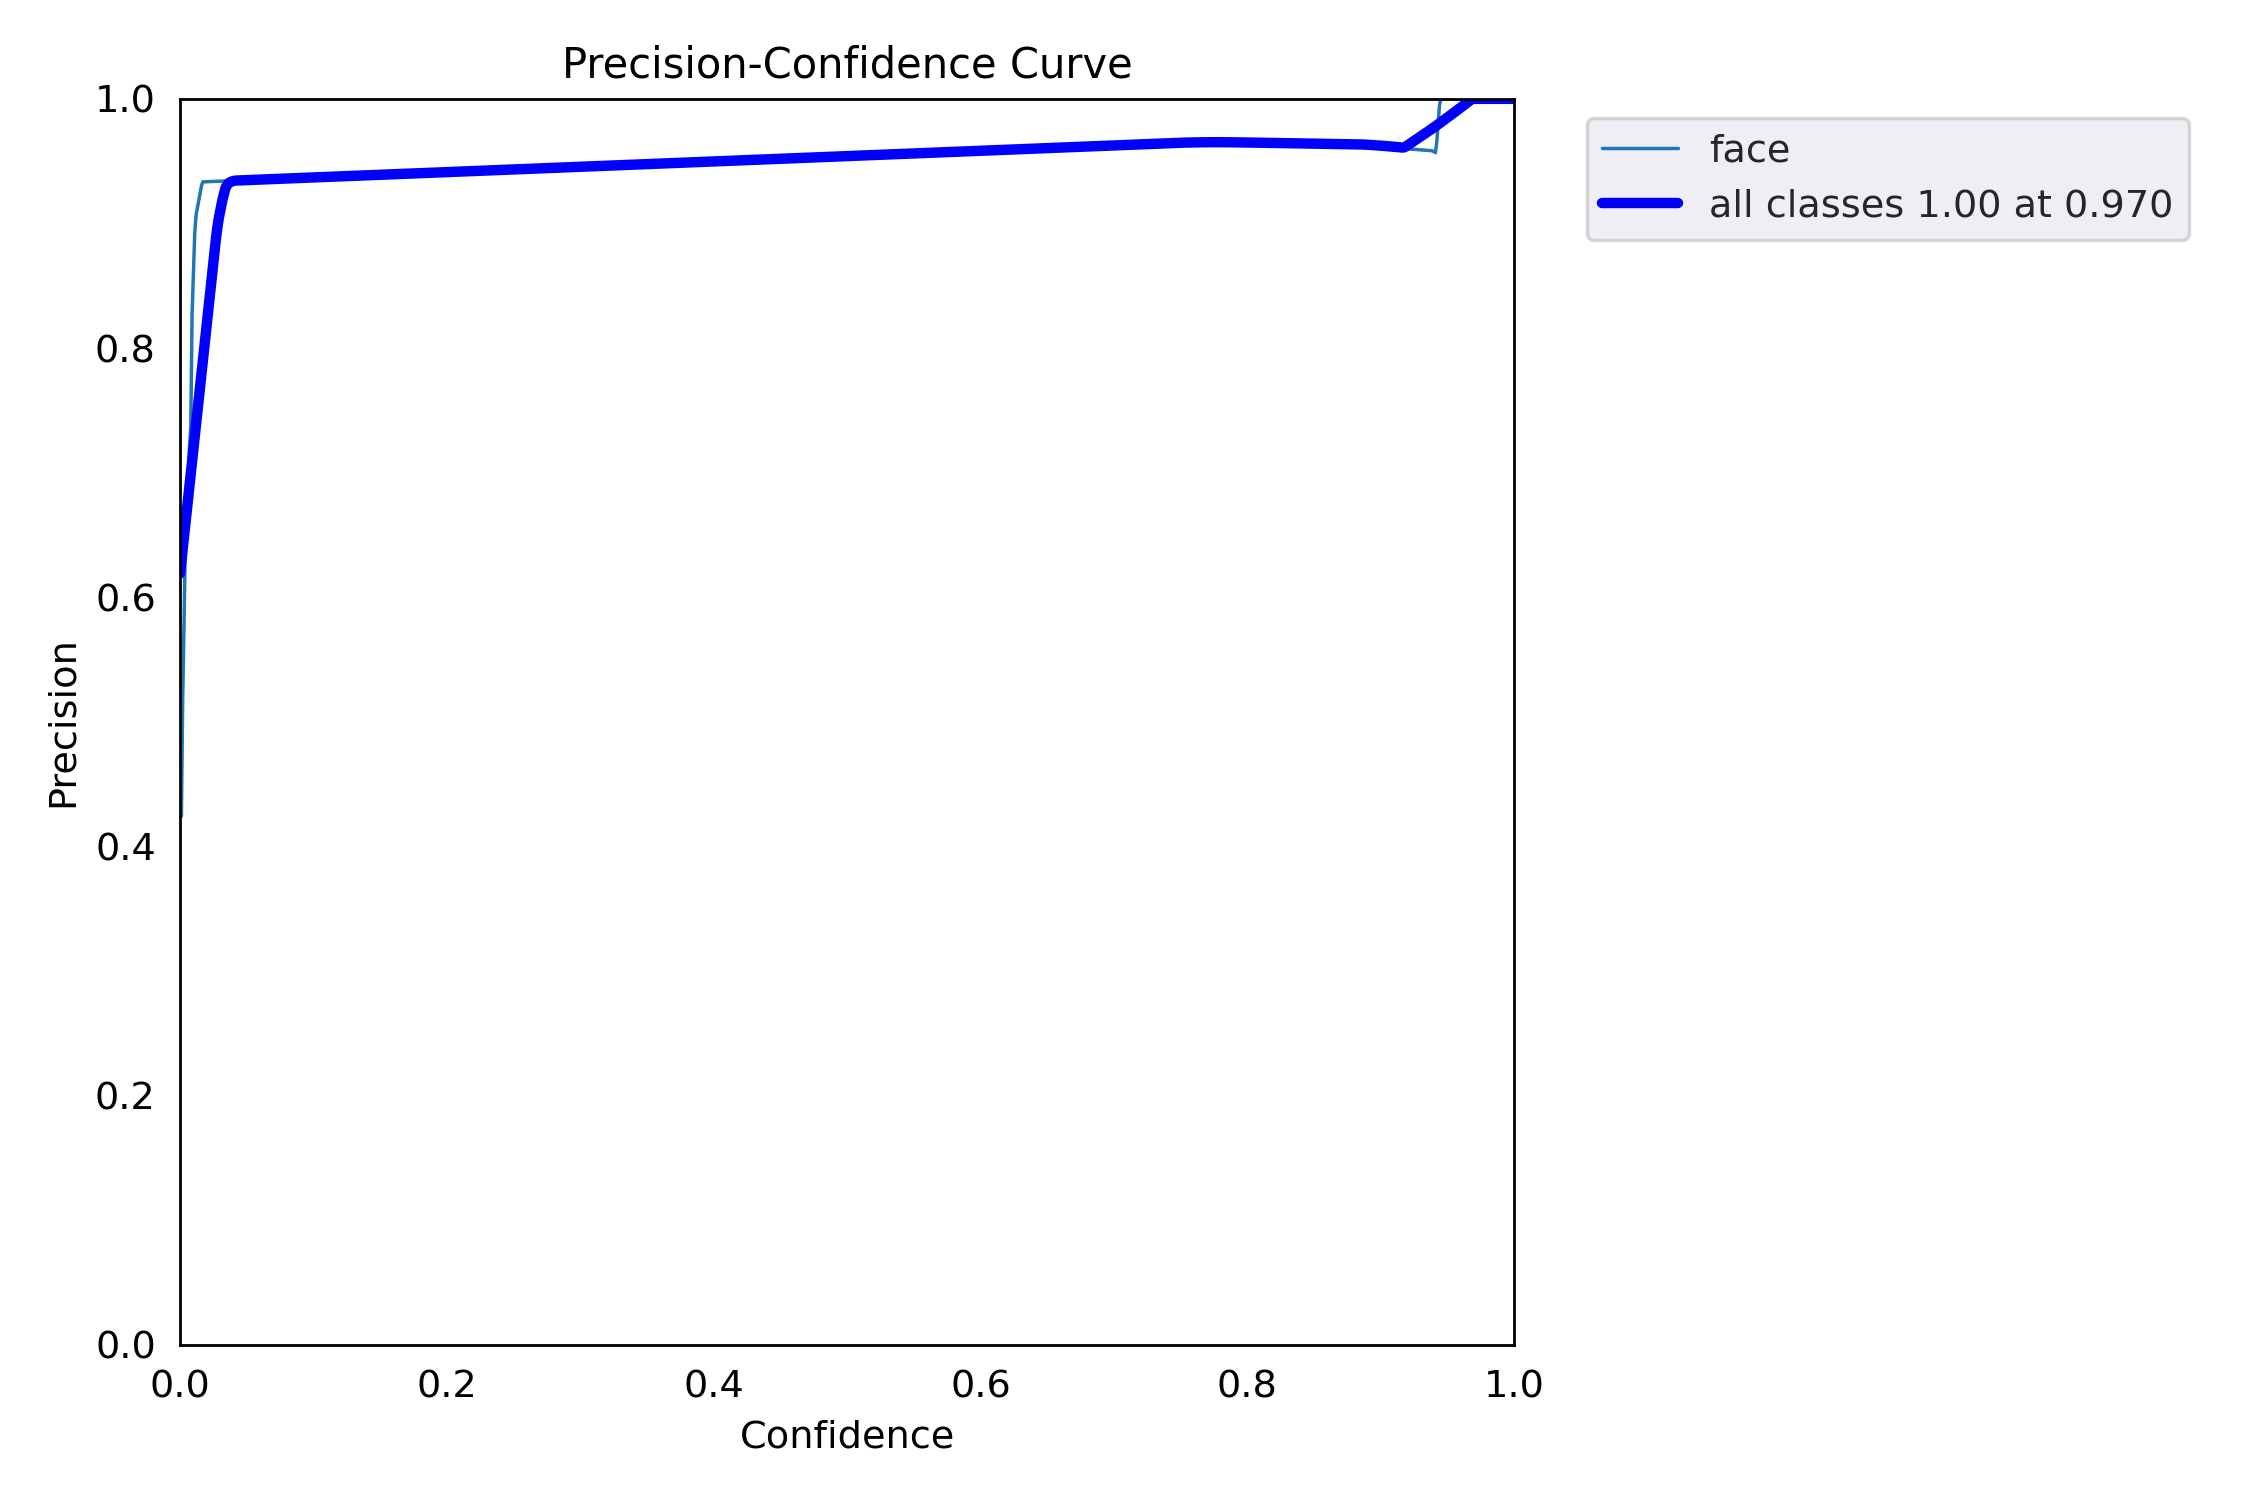 Precision-Confidence Curve
1.0
0.8
0.6
0.4
0.2
0.0
Precision
0.0 0.2 0.4 0.6 0.8 1.0
Confidence
face
all classes 1.00 at 0.970